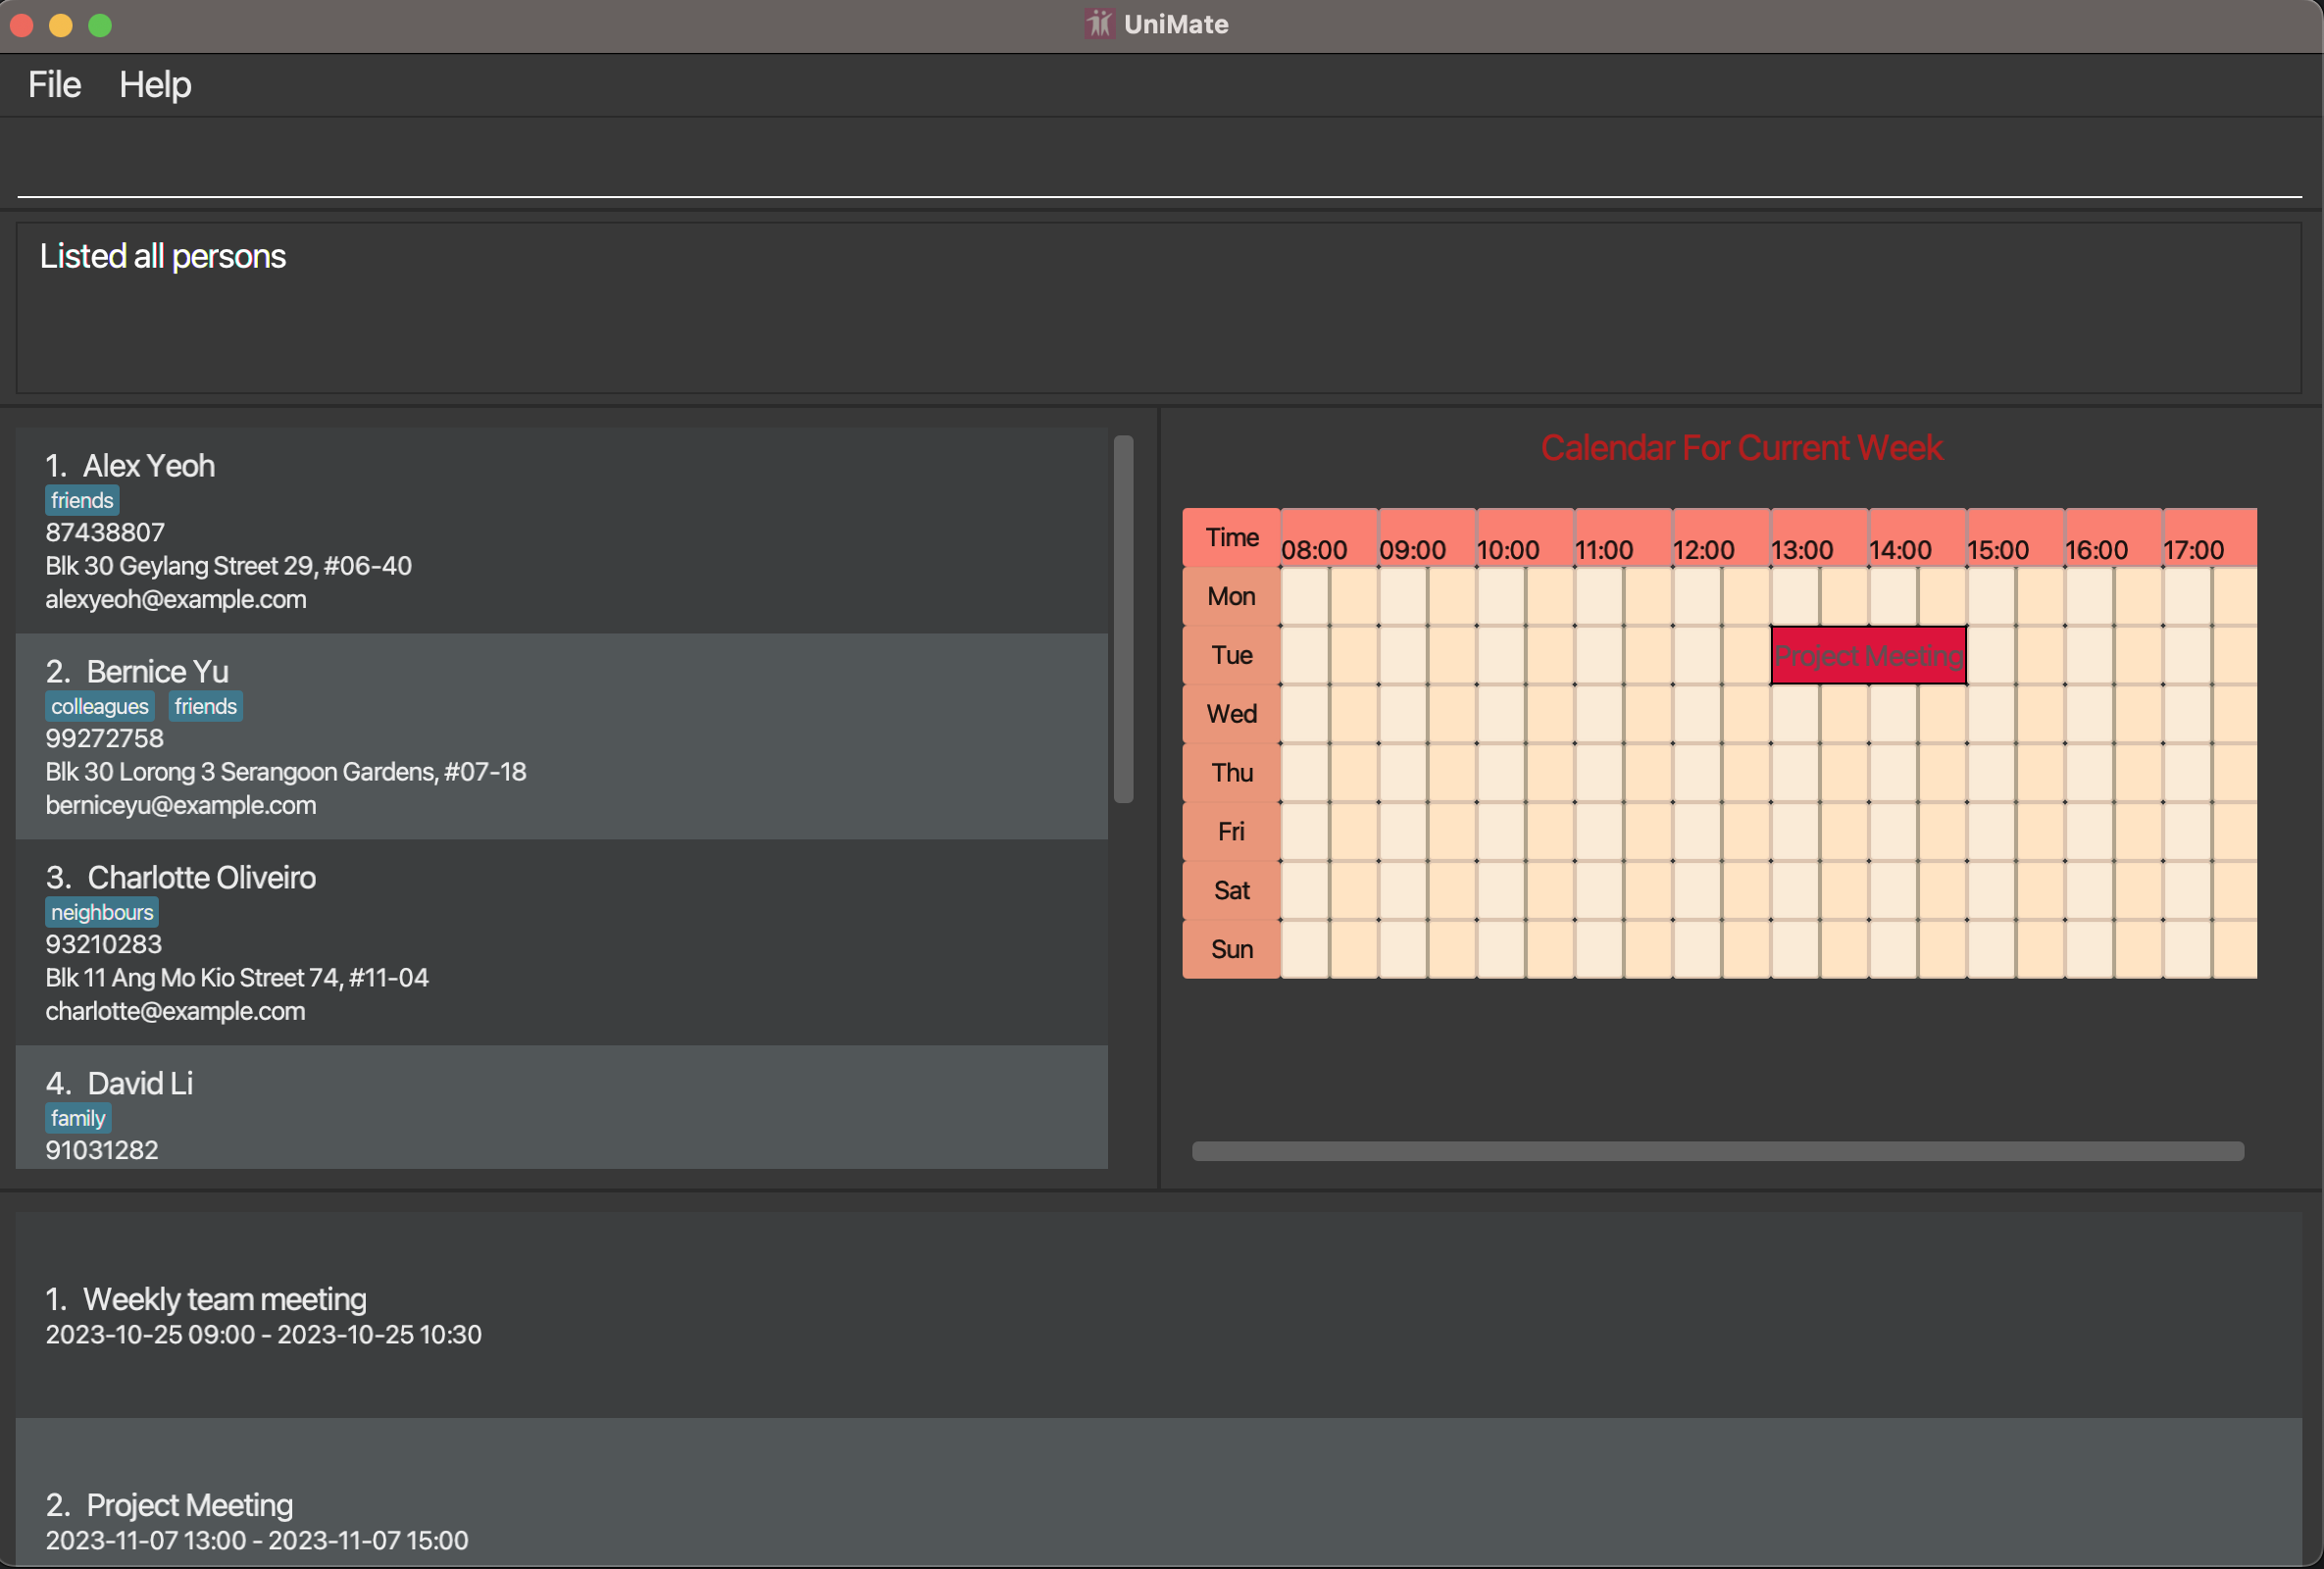 UniMate
File Help
Listed all persons
1. Alex Yeoh
friends
87438807
Blk 30 Geylang Street 29, #06-40
alexyeoh@example.com
2. Bernice Yu
colleagues friends
99272758
Blk 30 Lorong 3 Serangoon Gardens, #07-18
berniceyu@example.com
3. Charlotte Oliveiro
neighbours
93210283
Blk 11 Ang Mo Kio Street 74, #11-04
charlotte@example.com
4. David Li
family
91031282
Calendar For Current Week
Time 08:00 09:00 10:00 11:00 12:00 13:00 14:00 15:00 16:00 17:00
Mon
Tue Project Meeting
Wed
Thu
Fri
Sat
Sun
1. Weekly team meeting
2023-10-25 09:00 - 2023-10-25 10:30
2. Project Meeting
2023-11-07 13:00 - 2023-11-07 15:00